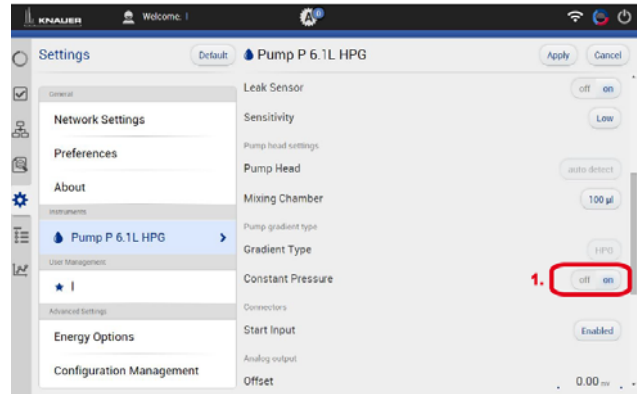 KNAUER Welcome: I
Settings Default Pump P 6.1L HPG Apply Cancel
General
Network Settings
Preferences
About
Instruments
Pump P 6.1L HPG
User Management
I
Advanced Settings
Energy Options
Configuration Management
Leak Sensor off on
Sensitivity Low
Pump head settings
Pump Head auto detect
Mixing Chamber 100 µl
Pump gradient type
Gradient Type HPG
Constant Pressure 1. off on
Connectors
Start Input Enabled
Analog output
Offset 0.00 mv